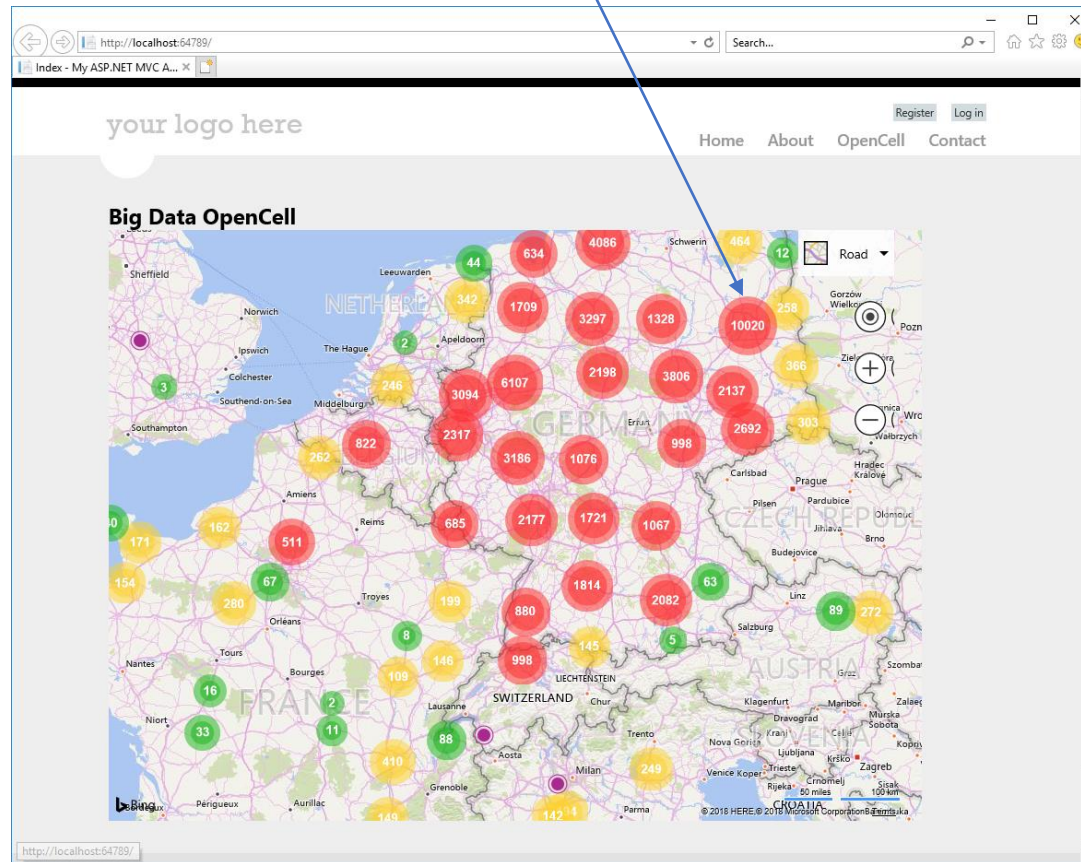 http://localhost:64789/
Search...
Index - My ASP.NET MVC A...
Register Log in
your logo here
Home About OpenCell Contact
Big Data OpenCell
4086
634
Schwerin
464
12
Road
Sheffield
44
Leeuwarden
342
1709
258
Gorzów
Norwich
3297
1328
10020
Ipswich
The Hague
2
Apeldoorn
Colchester
246
6107
2198
3806
366
3
Southend-on-Sea
Middelburg
3094
2137
GERMANY
Southampton
822
2317
Erfurt
998
2692
303
Wałbrzych
262
3186
1076
Carlsbad
Prague
Hradec
Králové
Amiens
Pilsen
Pardubice
Olomouc
162
Reims
685
2177
1721
1067
Jihlava
171
511
Brno
Budejovice
154
67
Troyes
1814
63
280
199
880
2082
Linz
89
272
Orléans
8
5
Salzburg
Nantes
Tours
146
998
145
AUSTRIA
Graz
Bourges
109
LIECHTENSTEIN
16
FRANCE
2
Lausanne
SWITZERLAND
Chur
Klagenfurt
Maribor
Murska
Sobota
Niort
33
11
88
Dravograd
Trento
Nova Gorica
Kranj
Celje
Aosta
Ljubljana
410
Milan
249
Venice
Koper
Trieste
Krško
Zagreb
Grenoble
Rijeka
Crnomelj
Sisak
50 miles
100 km
Bing
Périgueux
Aurillac
149
142
Parma
CROATIA
© 2018 HERE, © 2018 Microsoft Corporation
http://localhost:64789/